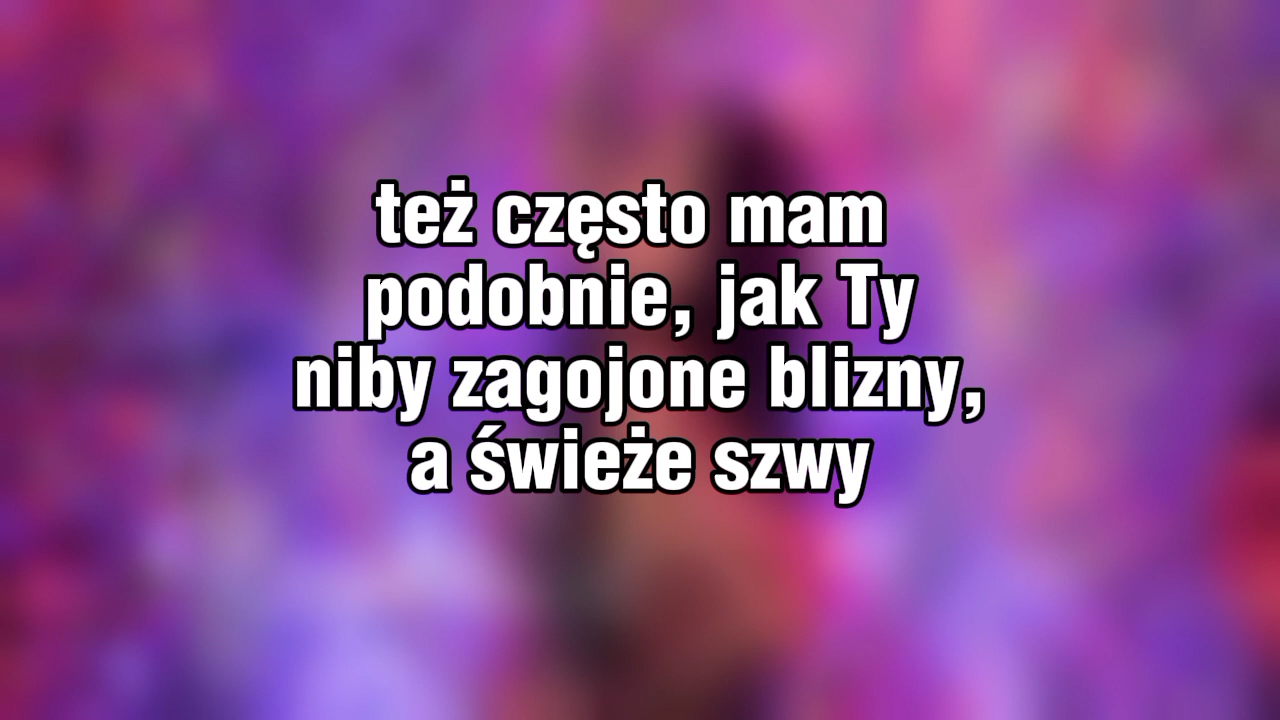 też często mam
podobnie, jak Ty
niby zagojone blizny,
a świeże szwy